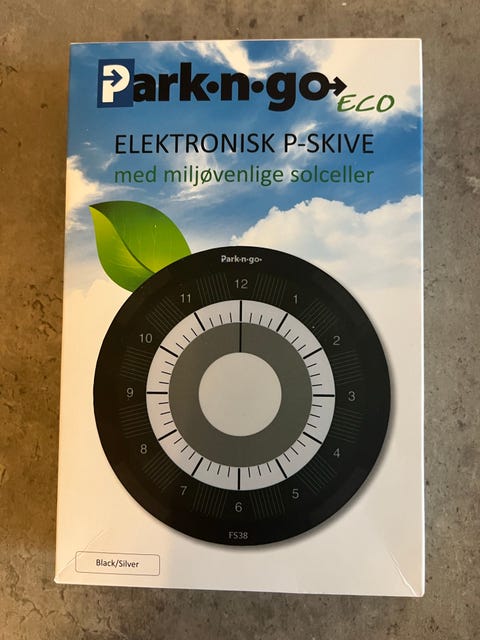 Park·n·go
ECO
ELEKTRONISK P-SKIVE
med miljøvenlige solceller
Park·n·go·
12
1
2
3
4
5
6
7
8
9
10
11
FS38
Black/Silver